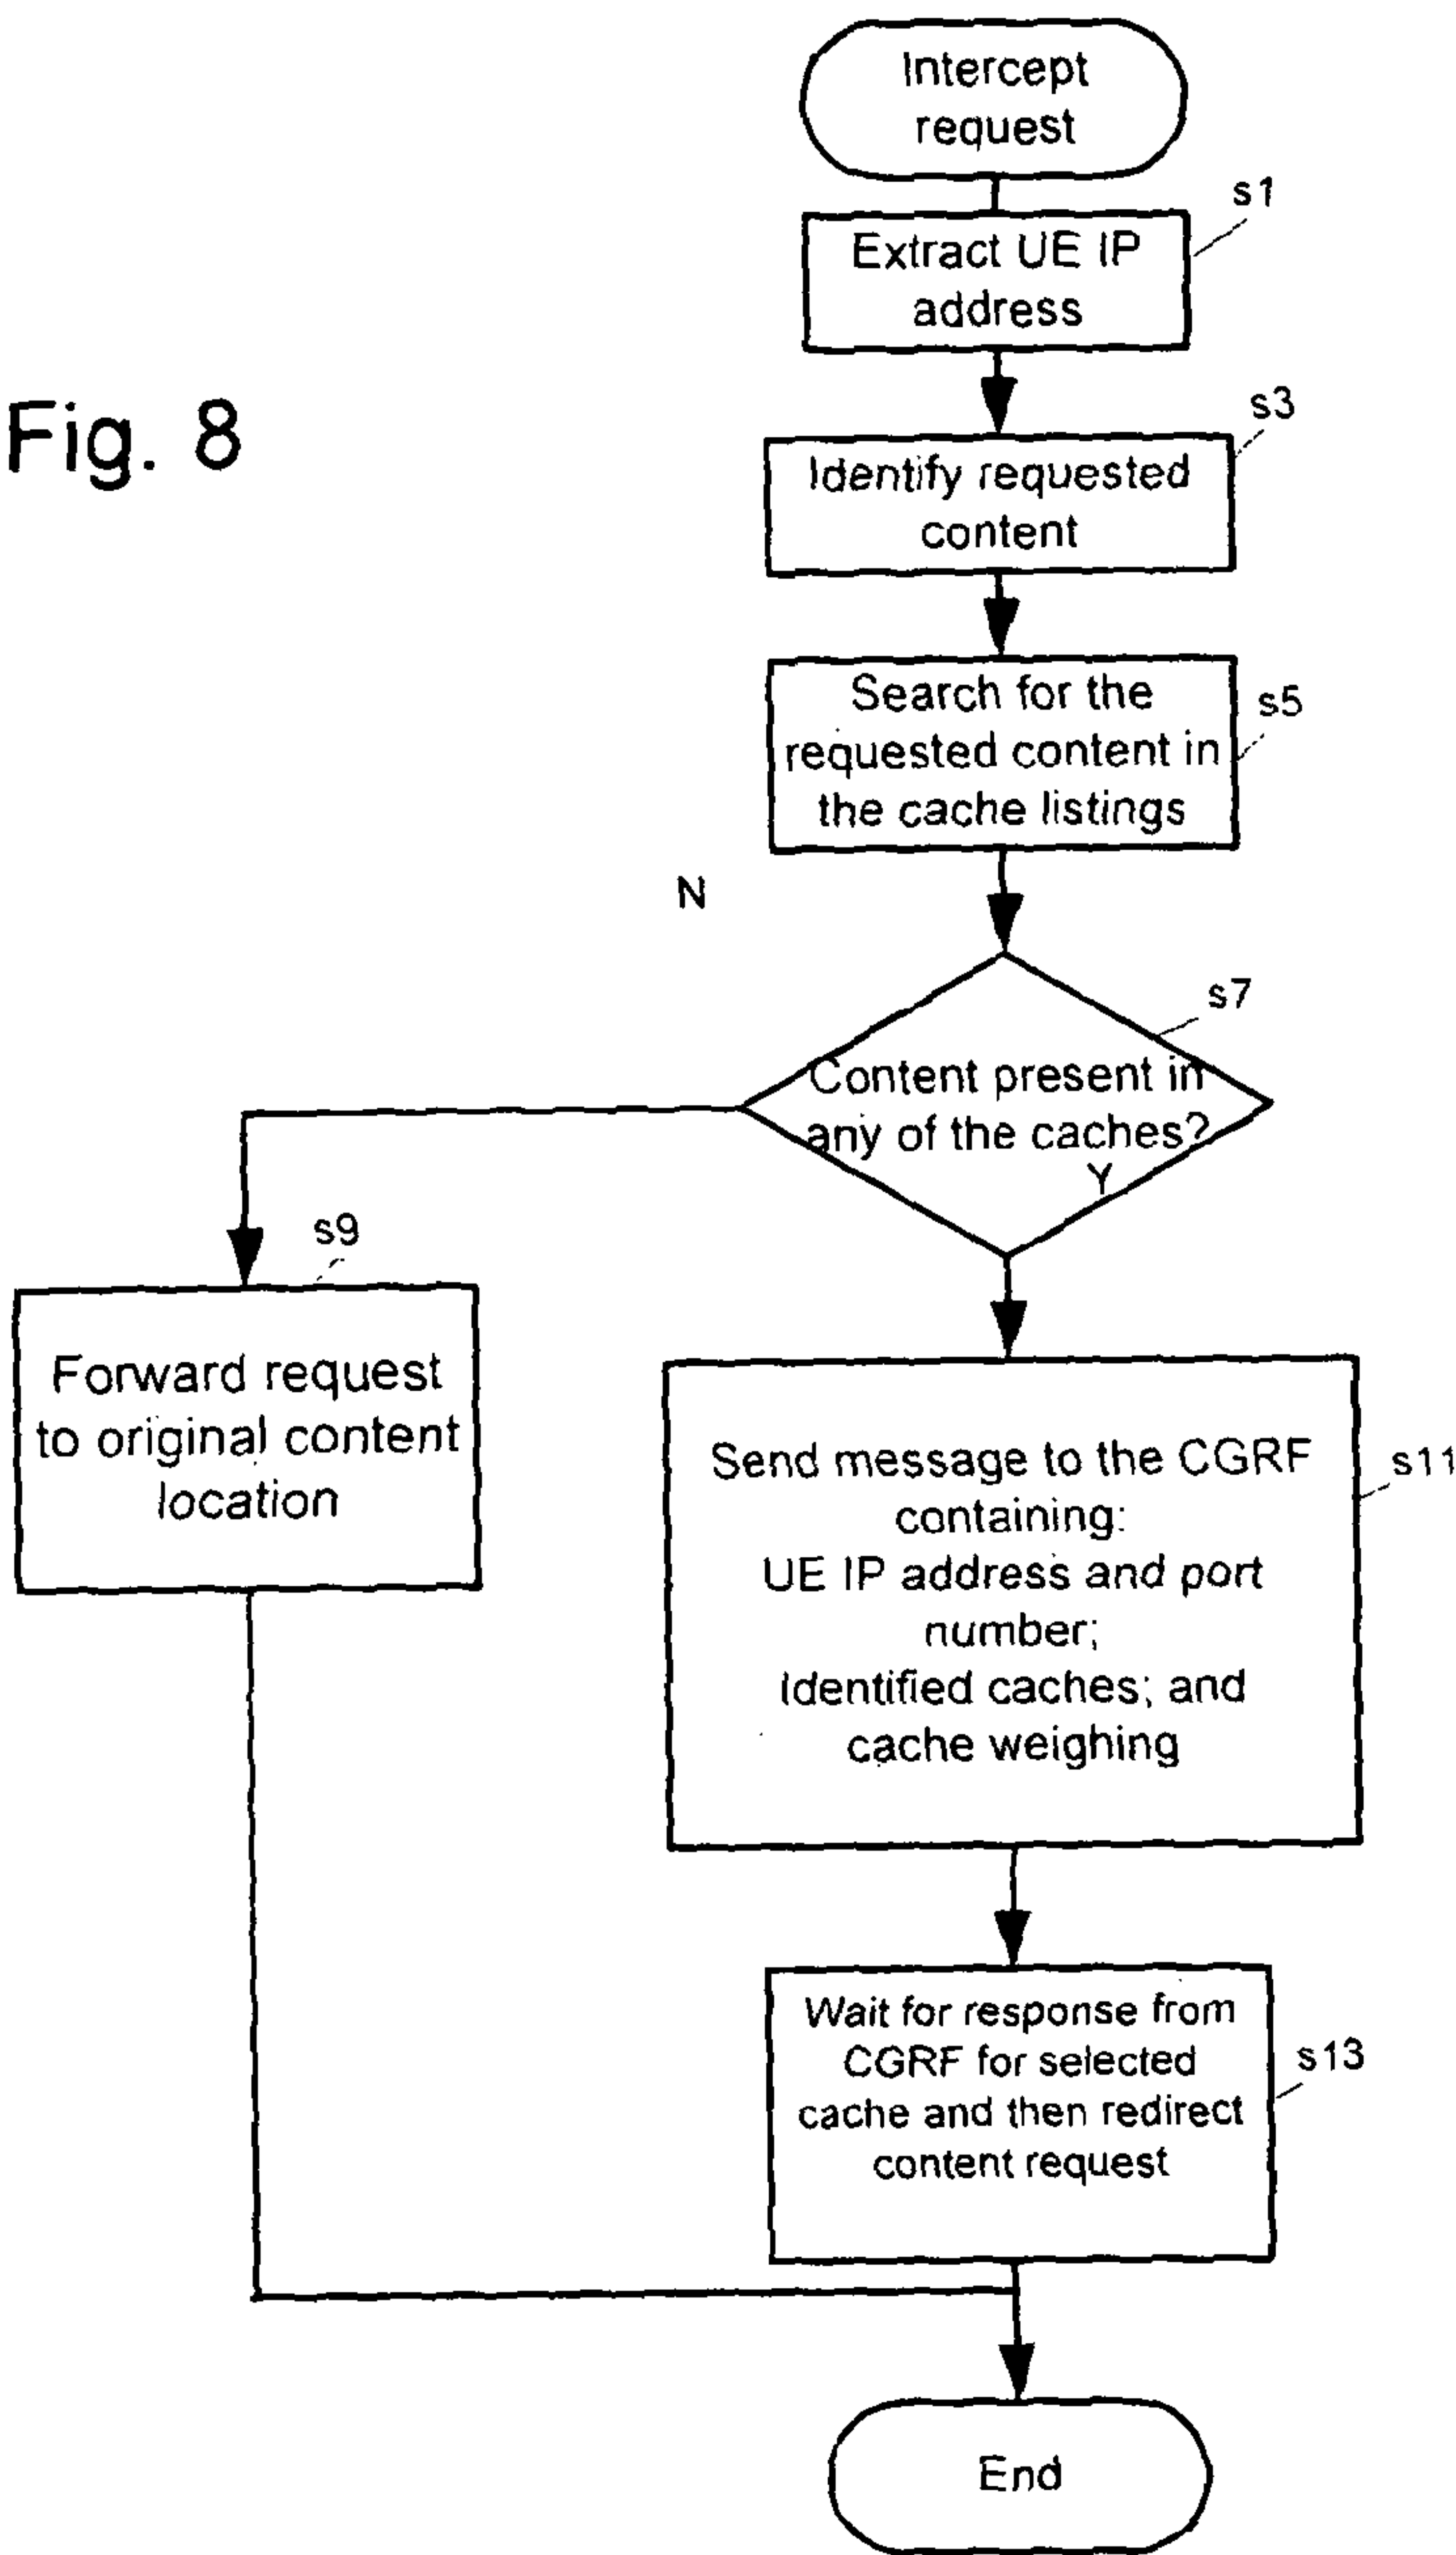 Intercept
request
s1
Extract UE IP
address
s3
Identify requested
content
Fig. 8
s5
Search for the
requested content in
the cache listings
N
s7
Content present in
any of the caches?
Y
s9
Forward request
to original content
location
s11
Send message to the CGRF
containing:
UE IP address and port
number;
Identified caches; and
cache weighing
s13
Wait for response from
CGRF for selected
cache and then redirect
content request
End